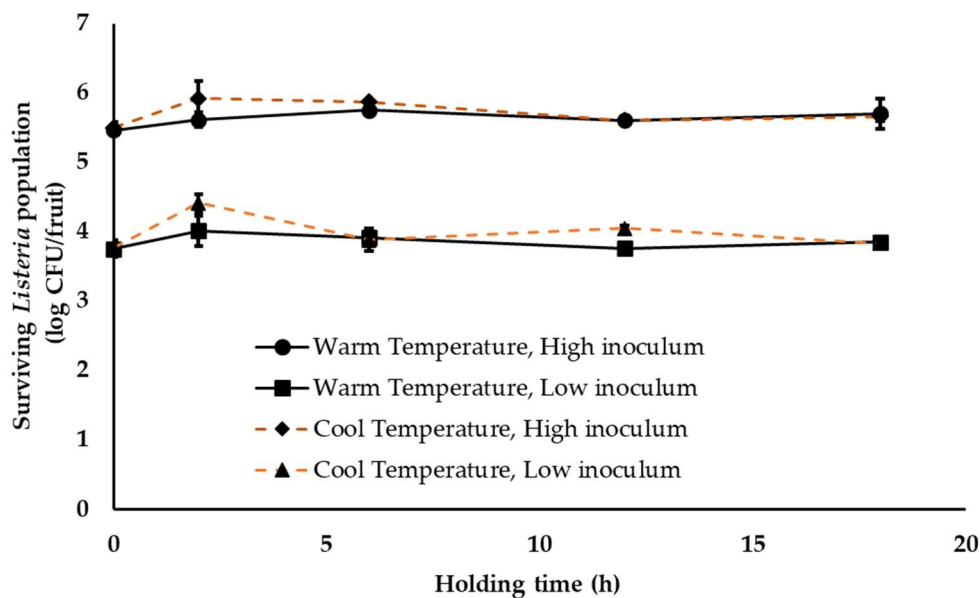 Surviving Listeria population
(log CFU/fruit)
7
6
5
4
3
2
1
0
Warm Temperature, High inoculum
Warm Temperature, Low inoculum
Cool Temperature, High inoculum
Cool Temperature, Low inoculum
0 5 10 15 20
Holding time (h)